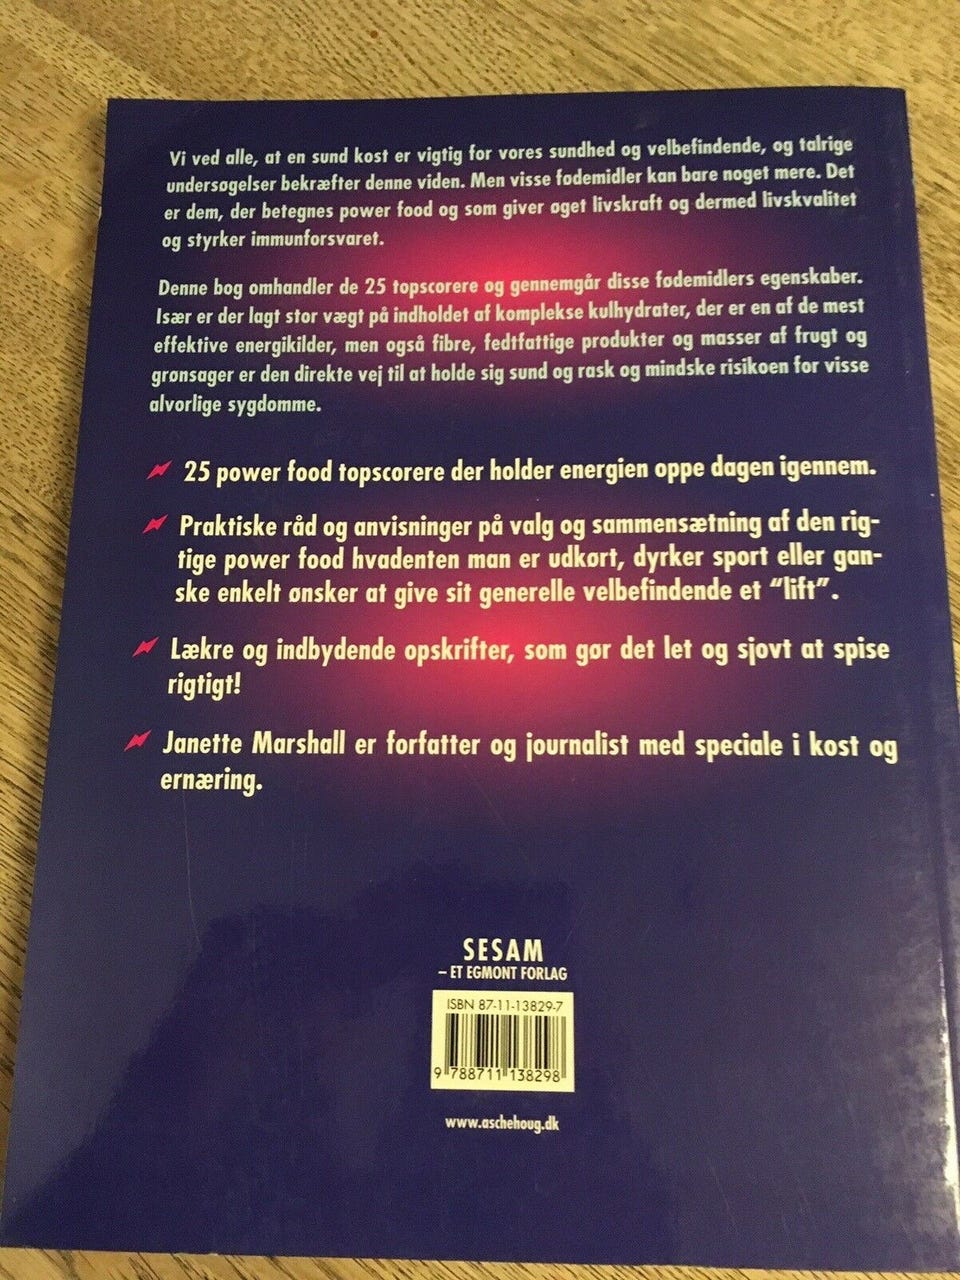 Vi ved alle, at en sund kost er vigtig for vores sundhed og velbefindende, og talrige
undersøgelser bekræfter denne viden. Men visse fødemidler kan bare noget mere. Det
er dem, der betegnes power food og som giver øget livskraft og dermed livskvalitet
og styrker immunforsvaret.
Denne bog omhandler de 25 topscorere og gennemgår disse fødemidlers egenskaber.
Især er der lagt stor vægt på indholdet af komplekse kulhydrater, der er en af de mest
effektive energikilder, men også fibre, fedtfattige produkter og masser af frugt og
grønsager er den direkte vej til at holde sig sund og rask og mindske risikoen for visse
alvorlige sygdomme.
25 power food topscorere der holder energien oppe dagen igennem.
Praktiske råd og anvisninger på valg og sammensætning af den rig-
tige power food hvadenten man er udkørt, dyrker sport eller gan-
ske enkelt ønsker at give sit generelle velbefindende et “lift”.
Lækre og indbydende opskrifter, som gør det let og sjovt at spise
rigtigt!
Janette Marshall er forfatter og journalist med speciale i kost og
ernæring.
SESAM
– ET EGMONT FORLAG
ISBN 87-11-13829-7
9 788711 138298
www.aschehoug.dk